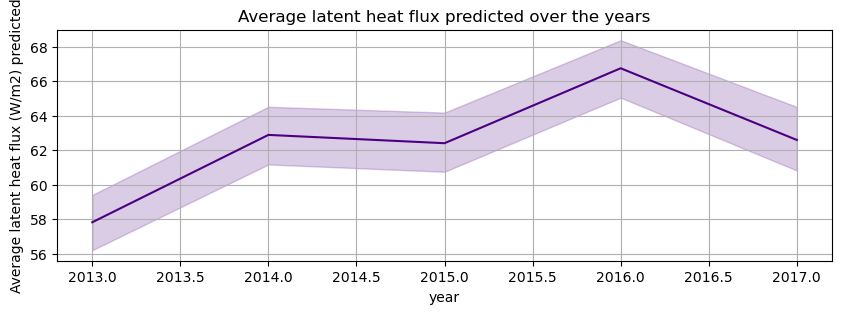 Average latent heat flux predicted over the years
Average latent heat flux (W/m2) predicted
68
66
64
62
60
58
56
2013.0 2013.5 2014.0 2014.5 2015.0 2015.5 2016.0 2016.5 2017.0
year